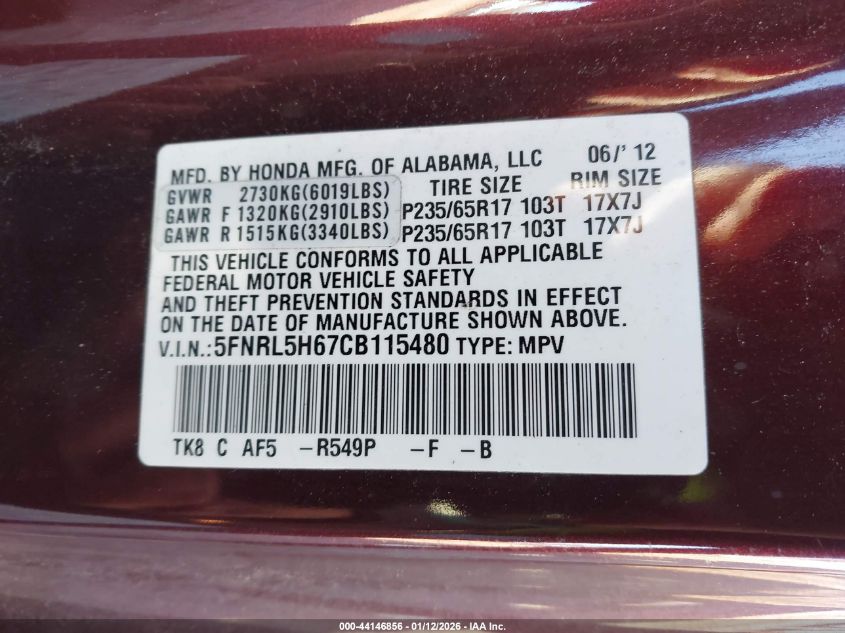 MFD. BY HONDA MFG. OF ALABAMA, LLC 06/' 12
GVWR 2730KG(6019LBS) TIRE SIZE RIM SIZE
GAWR F 1320KG(2910LBS) P235/65R17 103T 17X7J
GAWR R 1515KG(3340LBS) P235/65R17 103T 17X7J
THIS VEHICLE CONFORMS TO ALL APPLICABLE
FEDERAL MOTOR VEHICLE SAFETY
AND THEFT PREVENTION STANDARDS IN EFFECT
ON THE DATE OF MANUFACTURE SHOWN ABOVE.
V.I.N.: 5FNRL5H67CB115480 TYPE: MPV
TK8 C AF5 -R549P -F -B
000-44146856 - 01/12/2026 - IAA Inc.